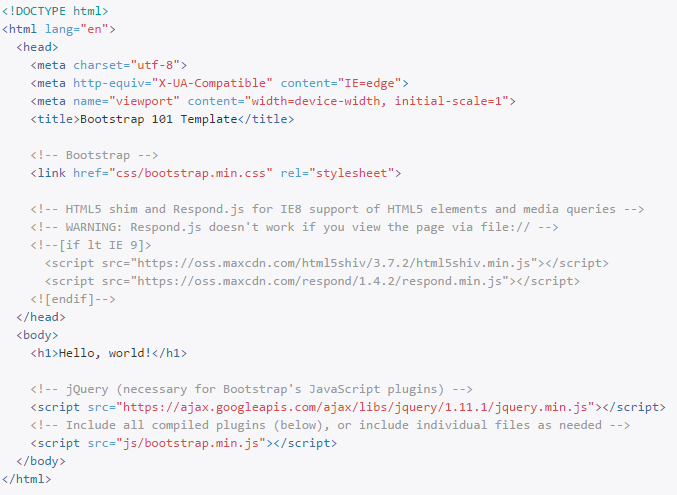 <!DOCTYPE html>
<html lang="en">
  <head>
    <meta charset="utf-8">
    <meta http-equiv="X-UA-Compatible" content="IE=edge">
    <meta name="viewport" content="width=device-width, initial-scale=1">
    <title>Bootstrap 101 Template</title>

    <!-- Bootstrap -->
    <link href="css/bootstrap.min.css" rel="stylesheet">

    <!-- HTML5 shim and Respond.js for IE8 support of HTML5 elements and media queries -->
    <!-- WARNING: Respond.js doesn't work if you view the page via file:// -->
    <!--[if lt IE 9]>
      <script src="https://oss.maxcdn.com/html5shiv/3.7.2/html5shiv.min.js"></script>
      <script src="https://oss.maxcdn.com/respond/1.4.2/respond.min.js"></script>
    <![endif]-->
  </head>
  <body>
    <h1>Hello, world!</h1>

    <!-- jQuery (necessary for Bootstrap's JavaScript plugins) -->
    <script src="https://ajax.googleapis.com/ajax/libs/jquery/1.11.1/jquery.min.js"></script>
    <!-- Include all compiled plugins (below), or include individual files as needed -->
    <script src="js/bootstrap.min.js"></script>
  </body>
</html>